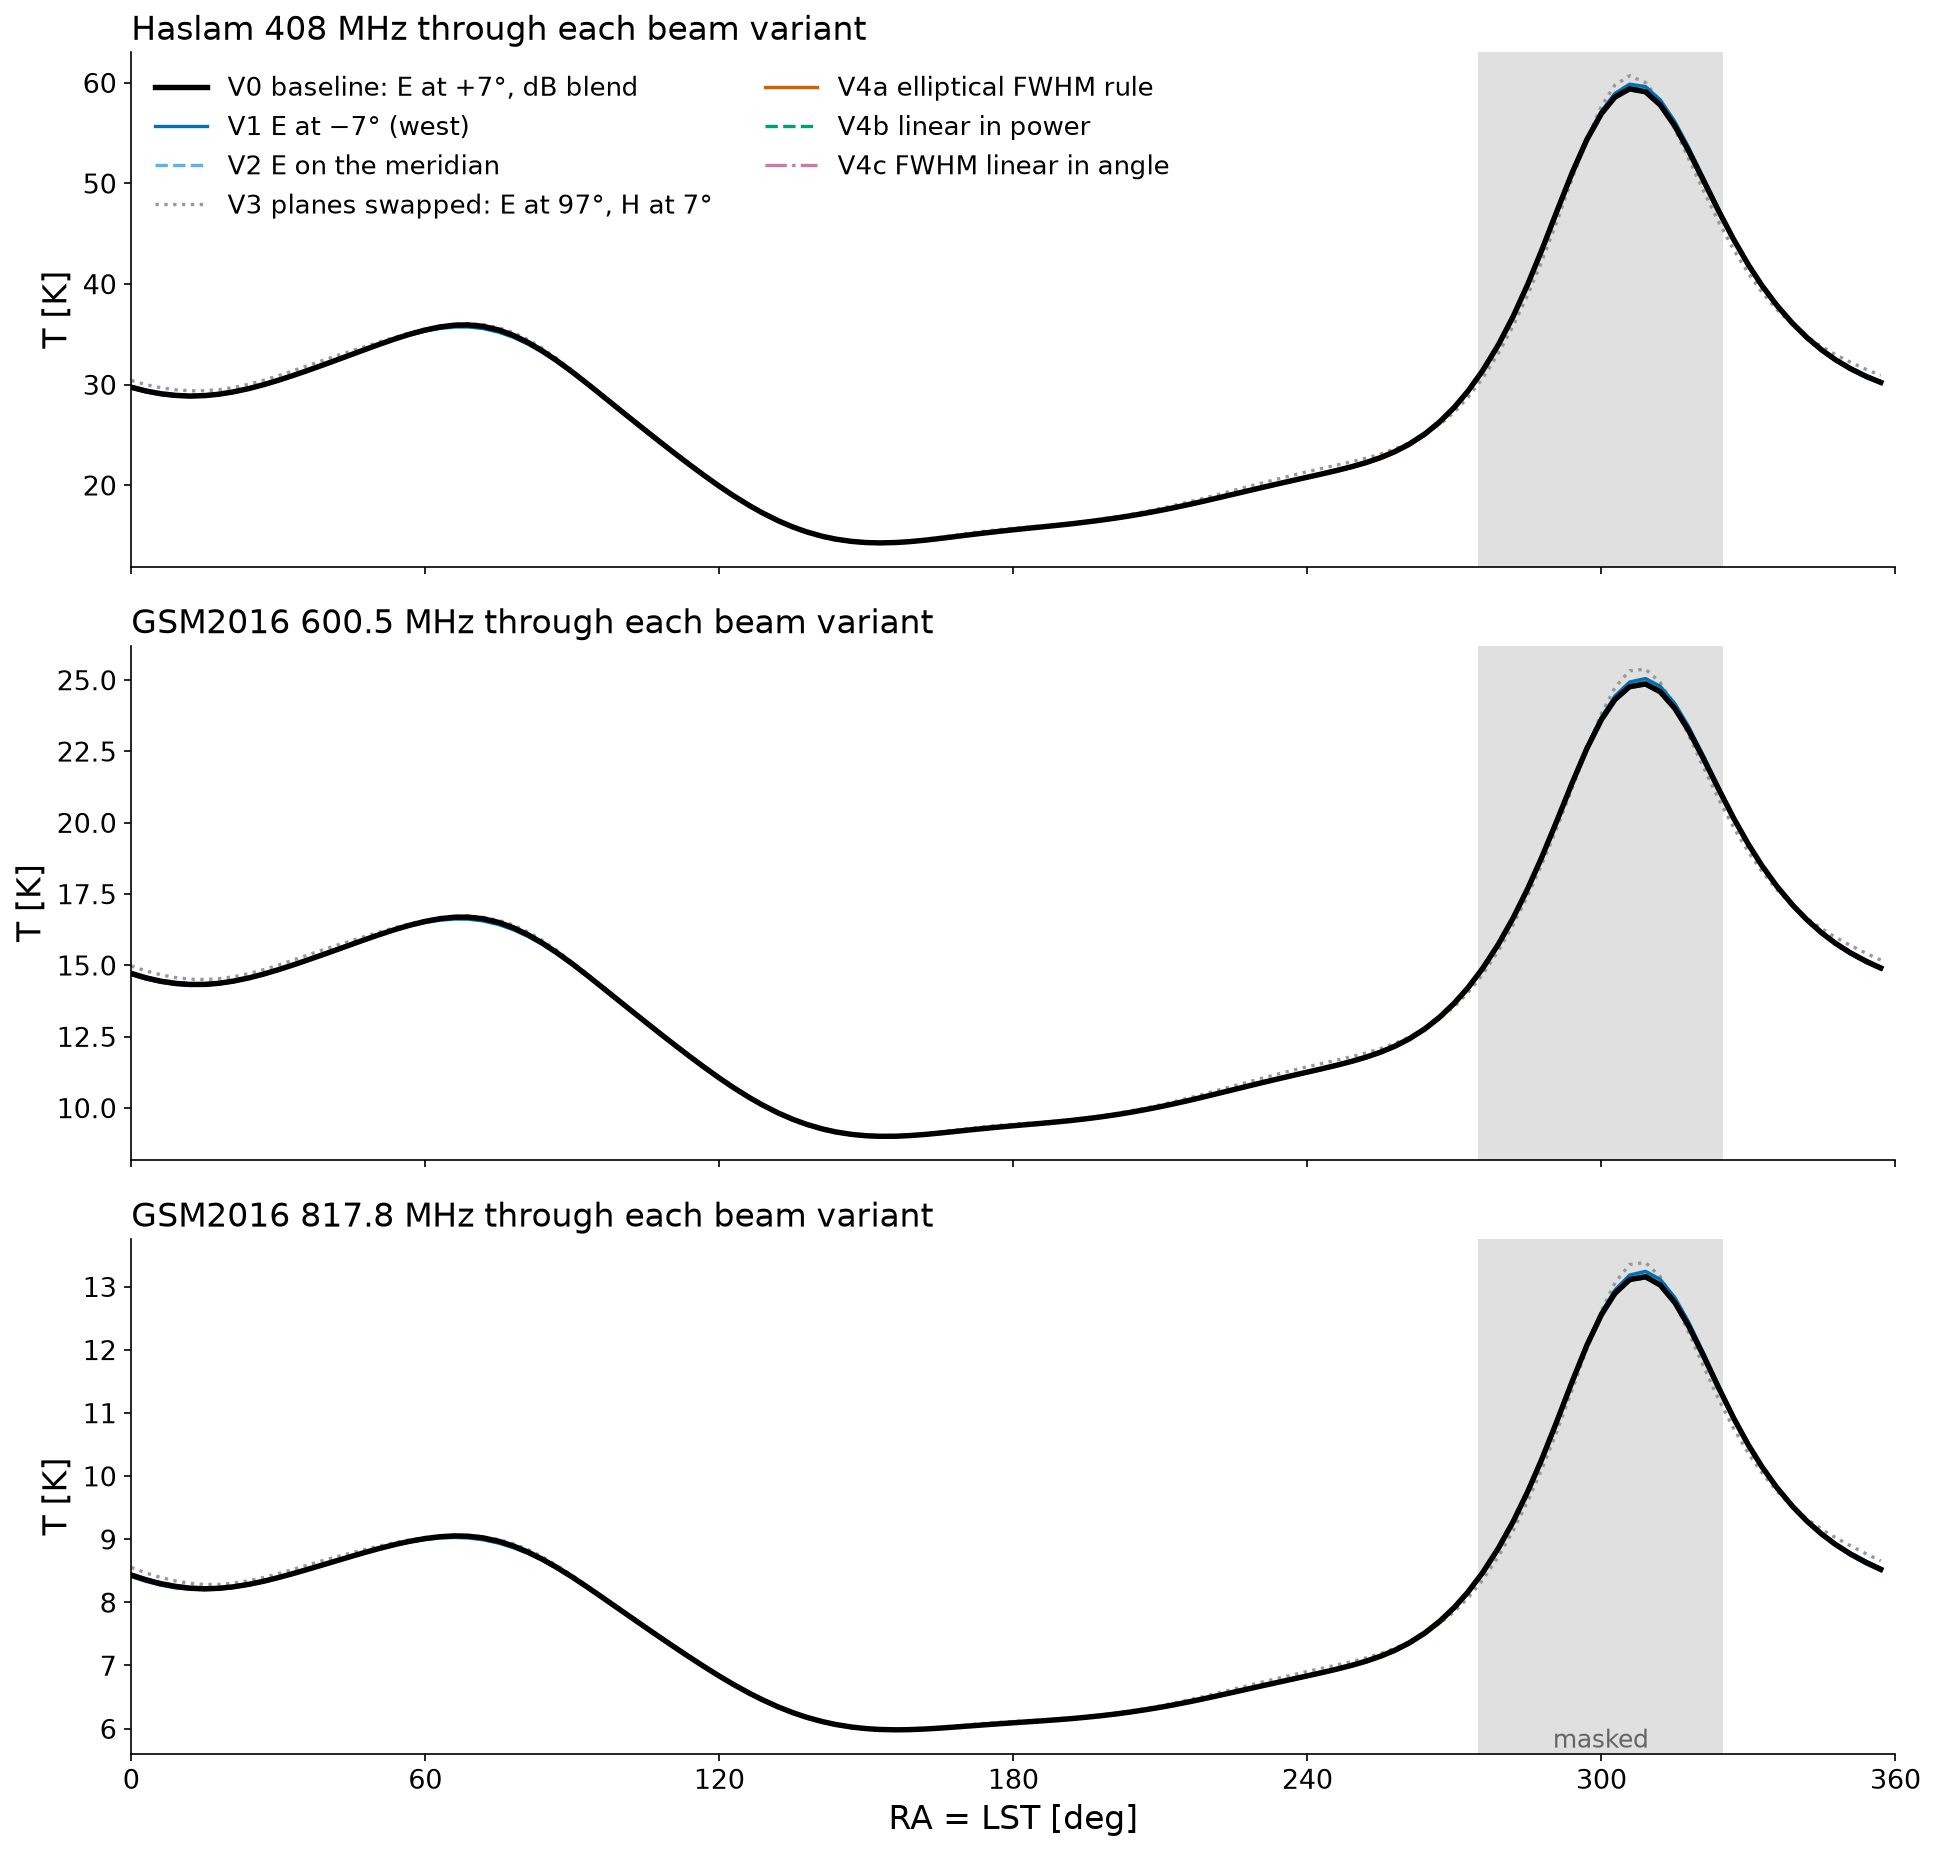 Haslam 408 MHz through each beam variant
V0 baseline: E at +7°, dB blend
V1 E at −7° (west)
V2 E on the meridian
V3 planes swapped: E at 97°, H at 7°
V4a elliptical FWHM rule
V4b linear in power
V4c FWHM linear in angle
T [K]
60
50
40
30
20
GSM2016 600.5 MHz through each beam variant
T [K]
25.0
22.5
20.0
17.5
15.0
12.5
10.0
GSM2016 817.8 MHz through each beam variant
T [K]
13
12
11
10
9
8
7
6
masked
0 60 120 180 240 300 360
RA = LST [deg]